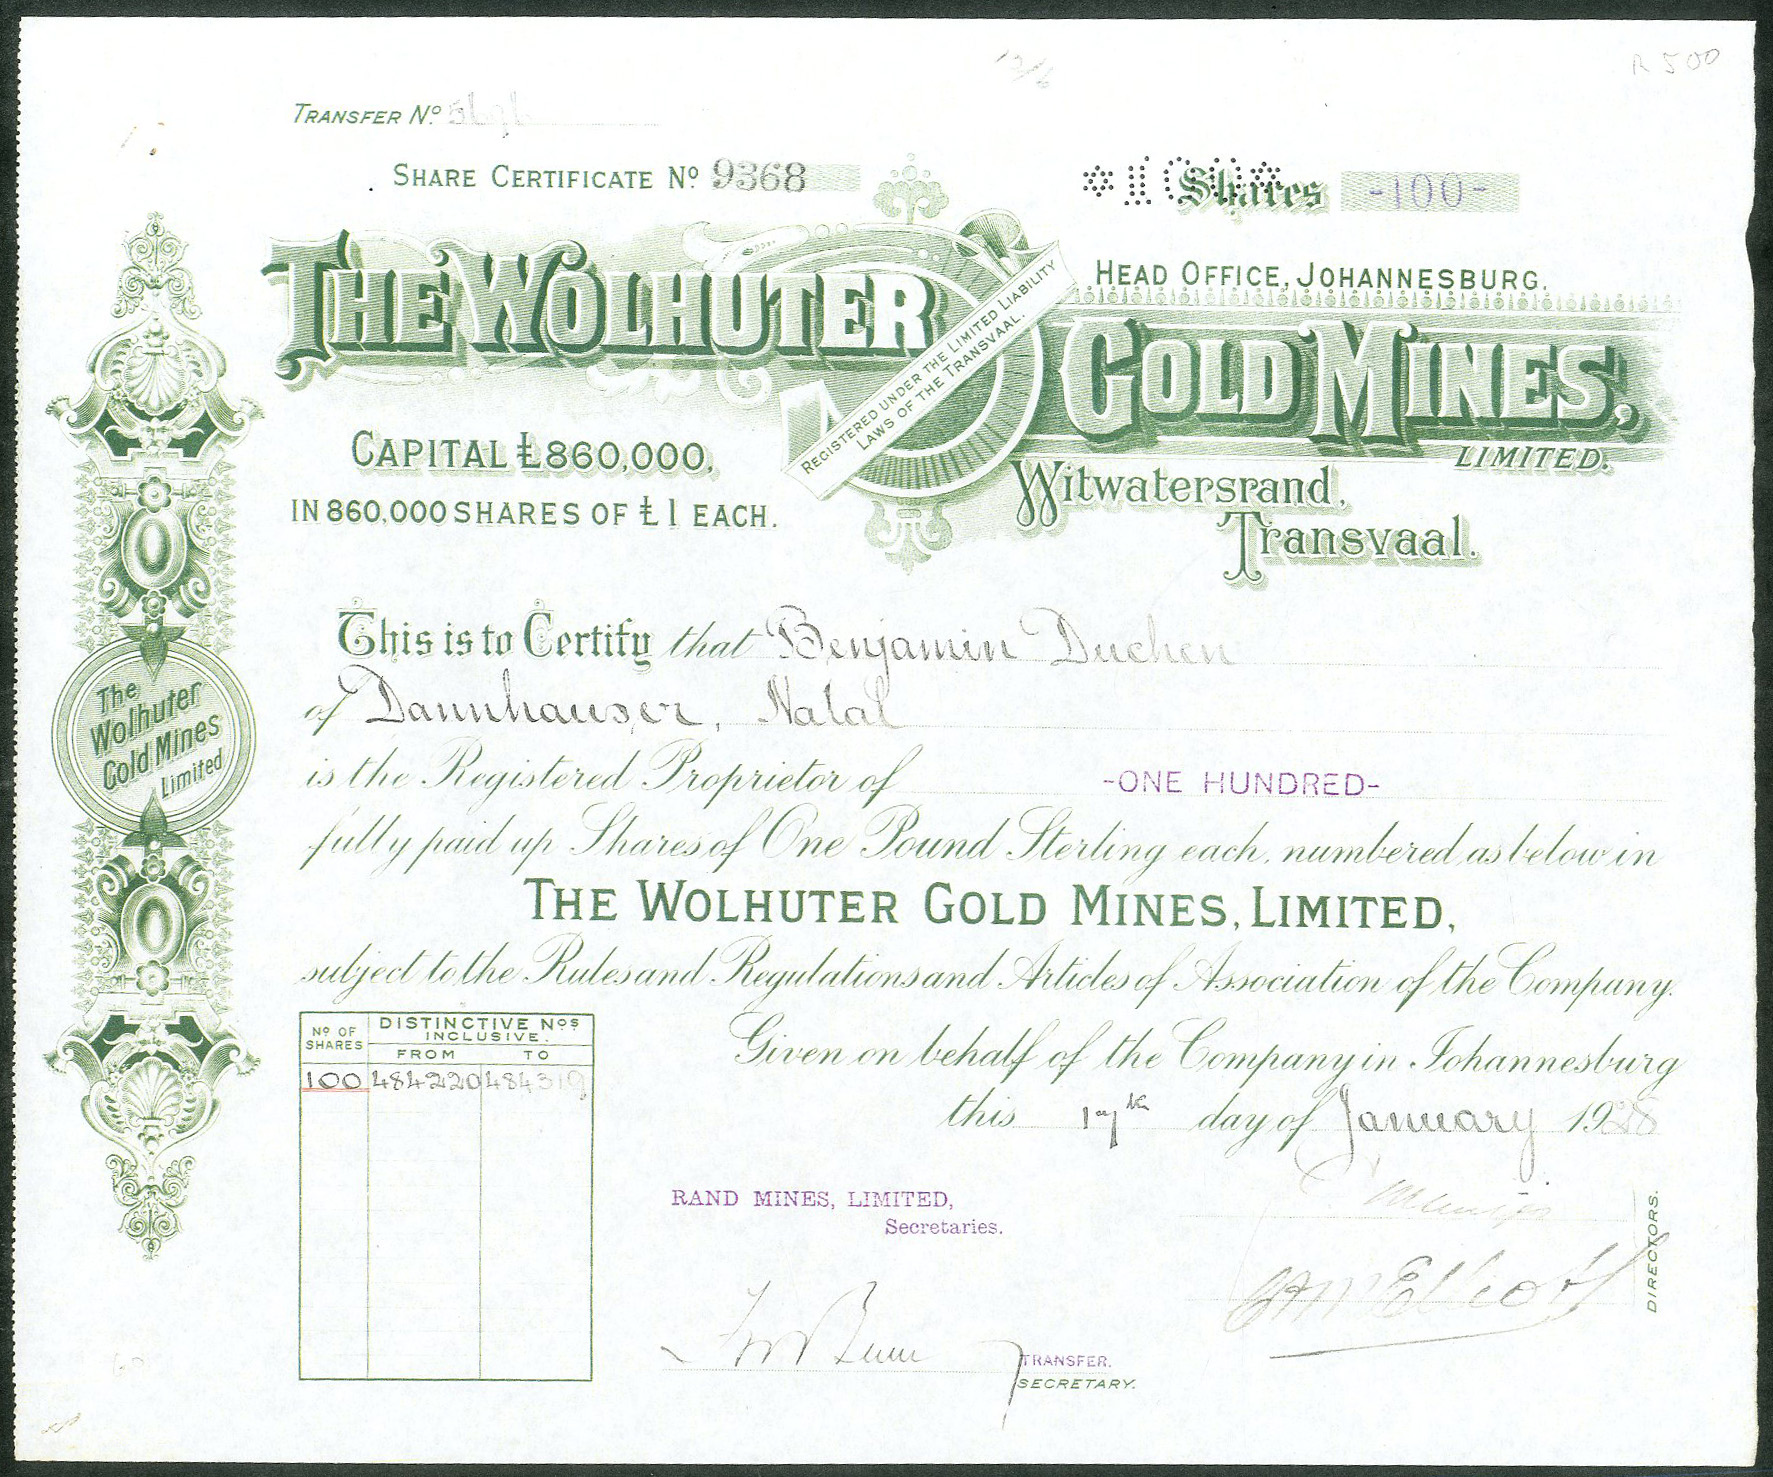 R 500
TRANSFER Nº 5696
SHARE CERTIFICATE Nº 9368
*100* Shares -100-
THE WOLHUTER
HEAD OFFICE, JOHANNESBURG.
GOLD MINES,
LIMITED.
REGISTERED UNDER THE LIMITED LIABILITY
LAWS OF THE TRANSVAAL.
CAPITAL £860,000,
IN 860,000 SHARES OF £1 EACH.
Witwatersrand,
Transvaal.
This is to Certify that Benjamin Duchen
of Dannhauser, Natal
is the Registered Proprietor of -ONE HUNDRED-
fully paid up Shares of One Pound Sterling each, numbered as below in
THE WOLHUTER GOLD MINES, LIMITED,
subject to the Rules and Regulations and Articles of Association of the Company.
The
Wolhuter
Gold Mines
Limited
Nº OF SHARES
DISTINCTIVE Nºs INCLUSIVE.
FROM TO
100 484220 484319
Given on behalf of the Company in Johannesburg
this 17th day of January 1928
RAND MINES, LIMITED,
Secretaries.
DIRECTORS.
TRANSFER.
SECRETARY.